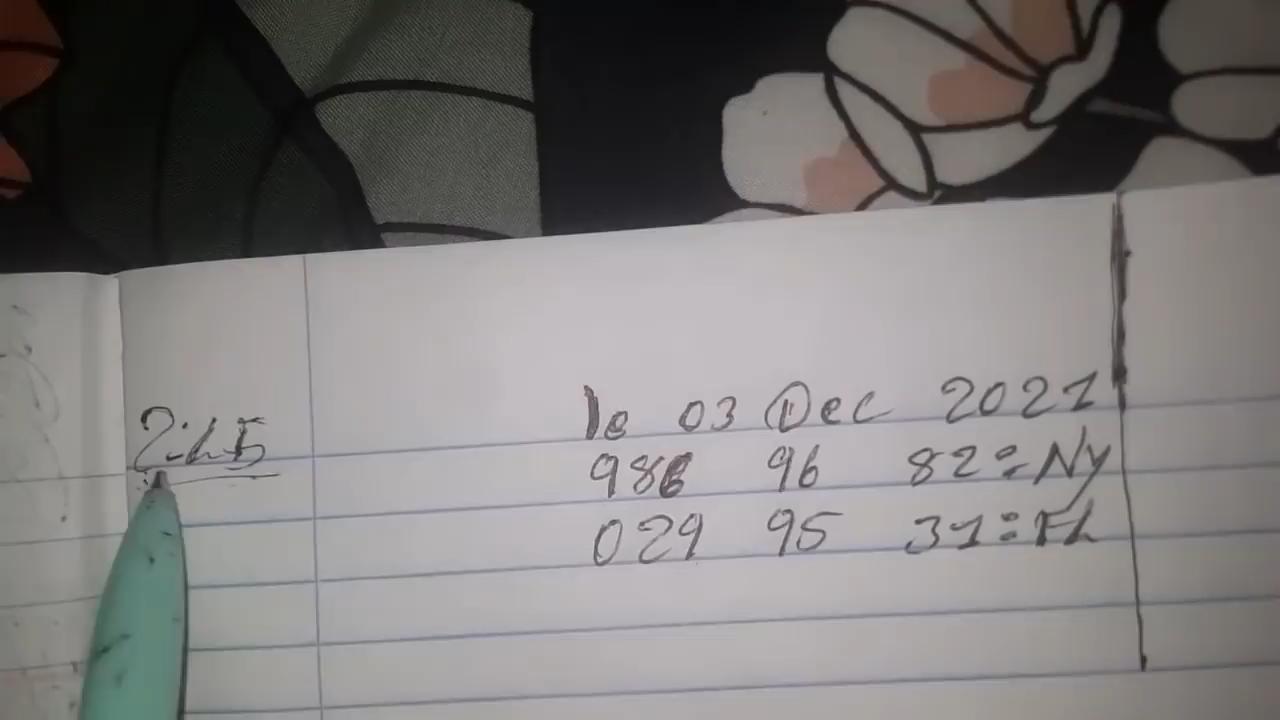 le 03 Dec 2021
986 96 82 = Ny
029 95 31 = FL